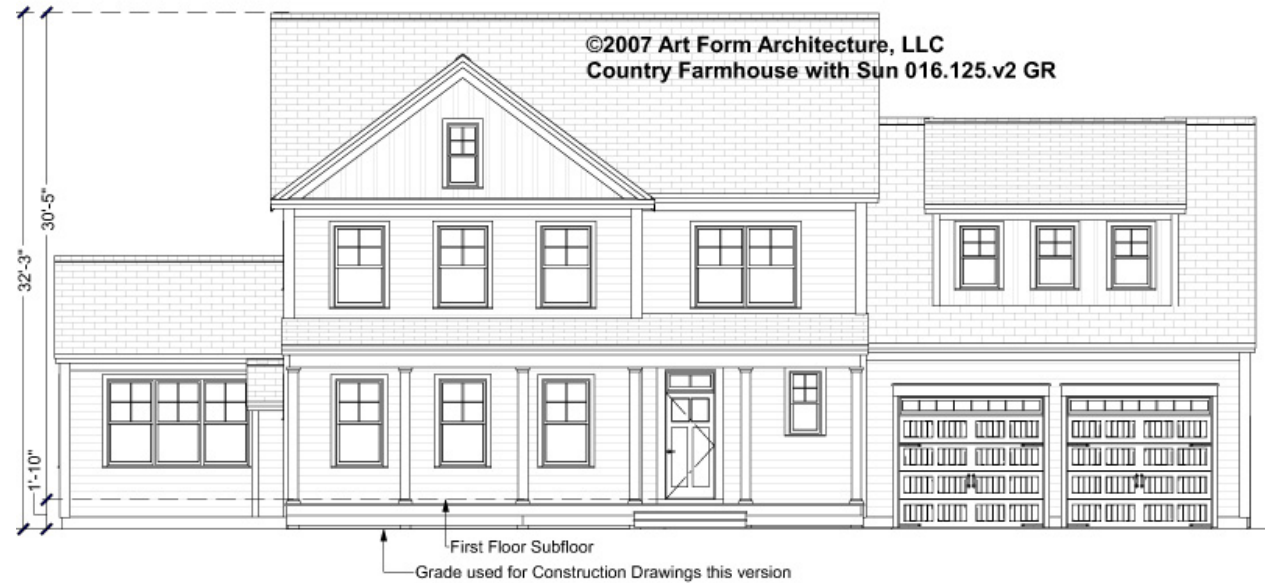 ©2007 Art Form Architecture, LLC
Country Farmhouse with Sun 016.125.v2 GR
32'-3"
30'-5"
1'-10"
First Floor Subfloor
Grade used for Construction Drawings this version